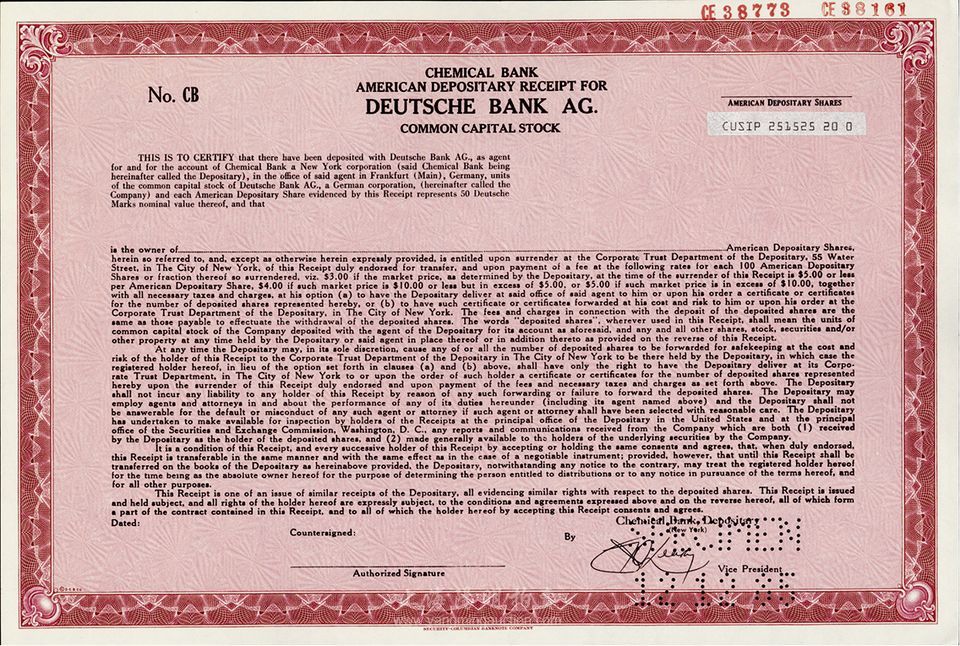 CE 38773 CE 98161
CHEMICAL BANK
AMERICAN DEPOSITARY RECEIPT FOR
DEUTSCHE BANK AG.
COMMON CAPITAL STOCK
No. CB
AMERICAN DEPOSITARY SHARES
CUSIP 251525 20 0
THIS IS TO CERTIFY that there have been deposited with Deutsche Bank AG., as agent
for and for the account of Chemical Bank a New York corporation (said Chemical Bank being
hereinafter called the Depositary), in the office of said agent in Frankfurt (Main), Germany, units
of the common capital stock of Deutsche Bank AG., a German corporation, (hereinafter called the
Company) and each American Depositary Share evidenced by this Receipt represents 50 Deutsche
Marks nominal value thereof, and that
is the owner of American Depositary Shares,
herein so referred to, and, except as otherwise herein expressly provided, is entitled upon surrender at the Corporate Trust Department of the Depositary, 55 Water
Street, in The City of New York, of this Receipt duly endorsed for transfer, and upon payment of a fee at the following rates for each 100 American Depositary
Shares or fraction thereof so surrendered, viz. $3.00 if the market price, as determined by the Depositary, at the time of the surrender of this Receipt is $5.00 or less
per American Depositary Share, $4.00 if such market price is $10.00 or less but in excess of $5.00, or $5.00 if such market price is in excess of $10.00, together
with all necessary taxes and charges, at his option (a) to have the Depositary deliver at said office of said agent to him or upon his order a certificate or certificates
for the number of deposited shares represented hereby, or (b) to have such certificate or certificates forwarded at his cost and risk to him or upon his order at the
Corporate Trust Department of the Depositary, in The City of New York. The fees and charges in connection with the deposit of the deposited shares are the
same as those payable to effectuate the withdrawal of the deposited shares. The words "deposited shares", wherever used in this Receipt, shall mean the units of
common capital stock of the Company deposited with the agent of the Depositary for its account as aforesaid, and any and all other shares, stock, securities and/or
other property at any time held by the Depositary or said agent in place thereof or in addition thereto as provided on the reverse of this Receipt.
At any time the Depositary may, in its sole discretion, cause any of or all the number of deposited shares to be forwarded for safekeeping at the cost and
risk of the holder of this Receipt to the Corporate Trust Department of the Depositary in The City of New York to be there held by the Depositary, in which case the
registered holder hereof, in lieu of the option set forth in clauses (a) and (b) above, shall have only the right to have the Depositary deliver at its Corpo-
rate Trust Department, in The City of New York to or upon the order of such holder a certificate or certificates for the number of deposited shares represented
hereby upon the surrender of this Receipt duly endorsed and upon payment of the fees and necessary taxes and charges as set forth above. The Depositary
shall not incur any liability to any holder of this Receipt by reason of any such forwarding or failure to forward the deposited shares. The Depositary may
employ agents and attorneys in and about the performance of any of its duties hereunder (including its agent named above) and the Depositary shall not
be answerable for the default or misconduct of any such agent or attorney if such agent or attorney shall have been selected with reasonable care. The Depositary
has undertaken to make available for inspection by holders of the Receipts at the principal office of the Depositary in the United States and at the principal
office of the Securities and Exchange Commission, Washington, D. C., any reports and communications received from the Company which are both (1) received
by the Depositary as the holder of the deposited shares, and (2) made generally available to the holders of the underlying securities by the Company.
It is a condition of this Receipt, and every successive holder of this Receipt by accepting or holding the same consents and agrees, that, when duly endorsed,
this Receipt is transferable in the same manner and with the same effect as in the case of a negotiable instrument; provided, however, that until this Receipt shall be
transferred on the books of the Depositary as hereinabove provided, the Depositary, notwithstanding any notice to the contrary, may treat the registered holder hereof
for the time being as the absolute owner hereof for the purpose of determining the person entitled to distributions or to any notice in pursuance of the terms hereof, and
for all other purposes.
This Receipt is one of an issue of similar receipts of the Depositary, all evidencing similar rights with respect to the deposited shares. This Receipt is issued
and held subject, and all rights of the holder hereof are expressly subject, to the conditions and agreements expressed above and on the reverse hereof, all of which form
a part of the contract contained in this Receipt, and to all of which the holder hereof by accepting this Receipt consents and agrees.
Dated:
Chemical Bank, Depositary
(New York)
SPECIMEN
Countersigned:
By
Vice President
Authorized Signature
SECURITY-COLUMBIAN BANKNOTE COMPANY